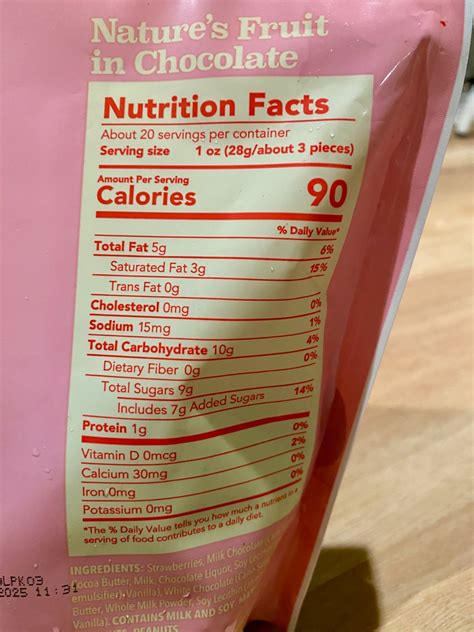 Nature's Fruit
in Chocolate
Nutrition Facts
About 20 servings per container
Serving size 1 oz (28g/about 3 pieces)
Amount Per Serving
Calories 90
% Daily Value*
Total Fat 5g 6%
Saturated Fat 3g 15%
Trans Fat 0g
Cholesterol 0mg 0%
Sodium 15mg 1%
Total Carbohydrate 10g 4%
Dietary Fiber 0g 0%
Total Sugars 9g
Includes 7g Added Sugars 14%
Protein 1g 0%
Vitamin D 0mcg 2%
Calcium 30mg 0%
Iron 0mg 0%
Potassium 0mg
*The % Daily Value tells you how much a nutrient in a
serving of food contributes to a daily diet.
INGREDIENTS: Strawberries, Milk Chocolate
Cocoa Butter, Milk, Chocolate Liquor, Soy
emulsifier), Vanilla), White Chocolate
Butter, Whole Milk Powder, Soy Lecithin
Vanilla). CONTAINS MILK AND SOY.
PEANUTS
LPK03
2025 11:31